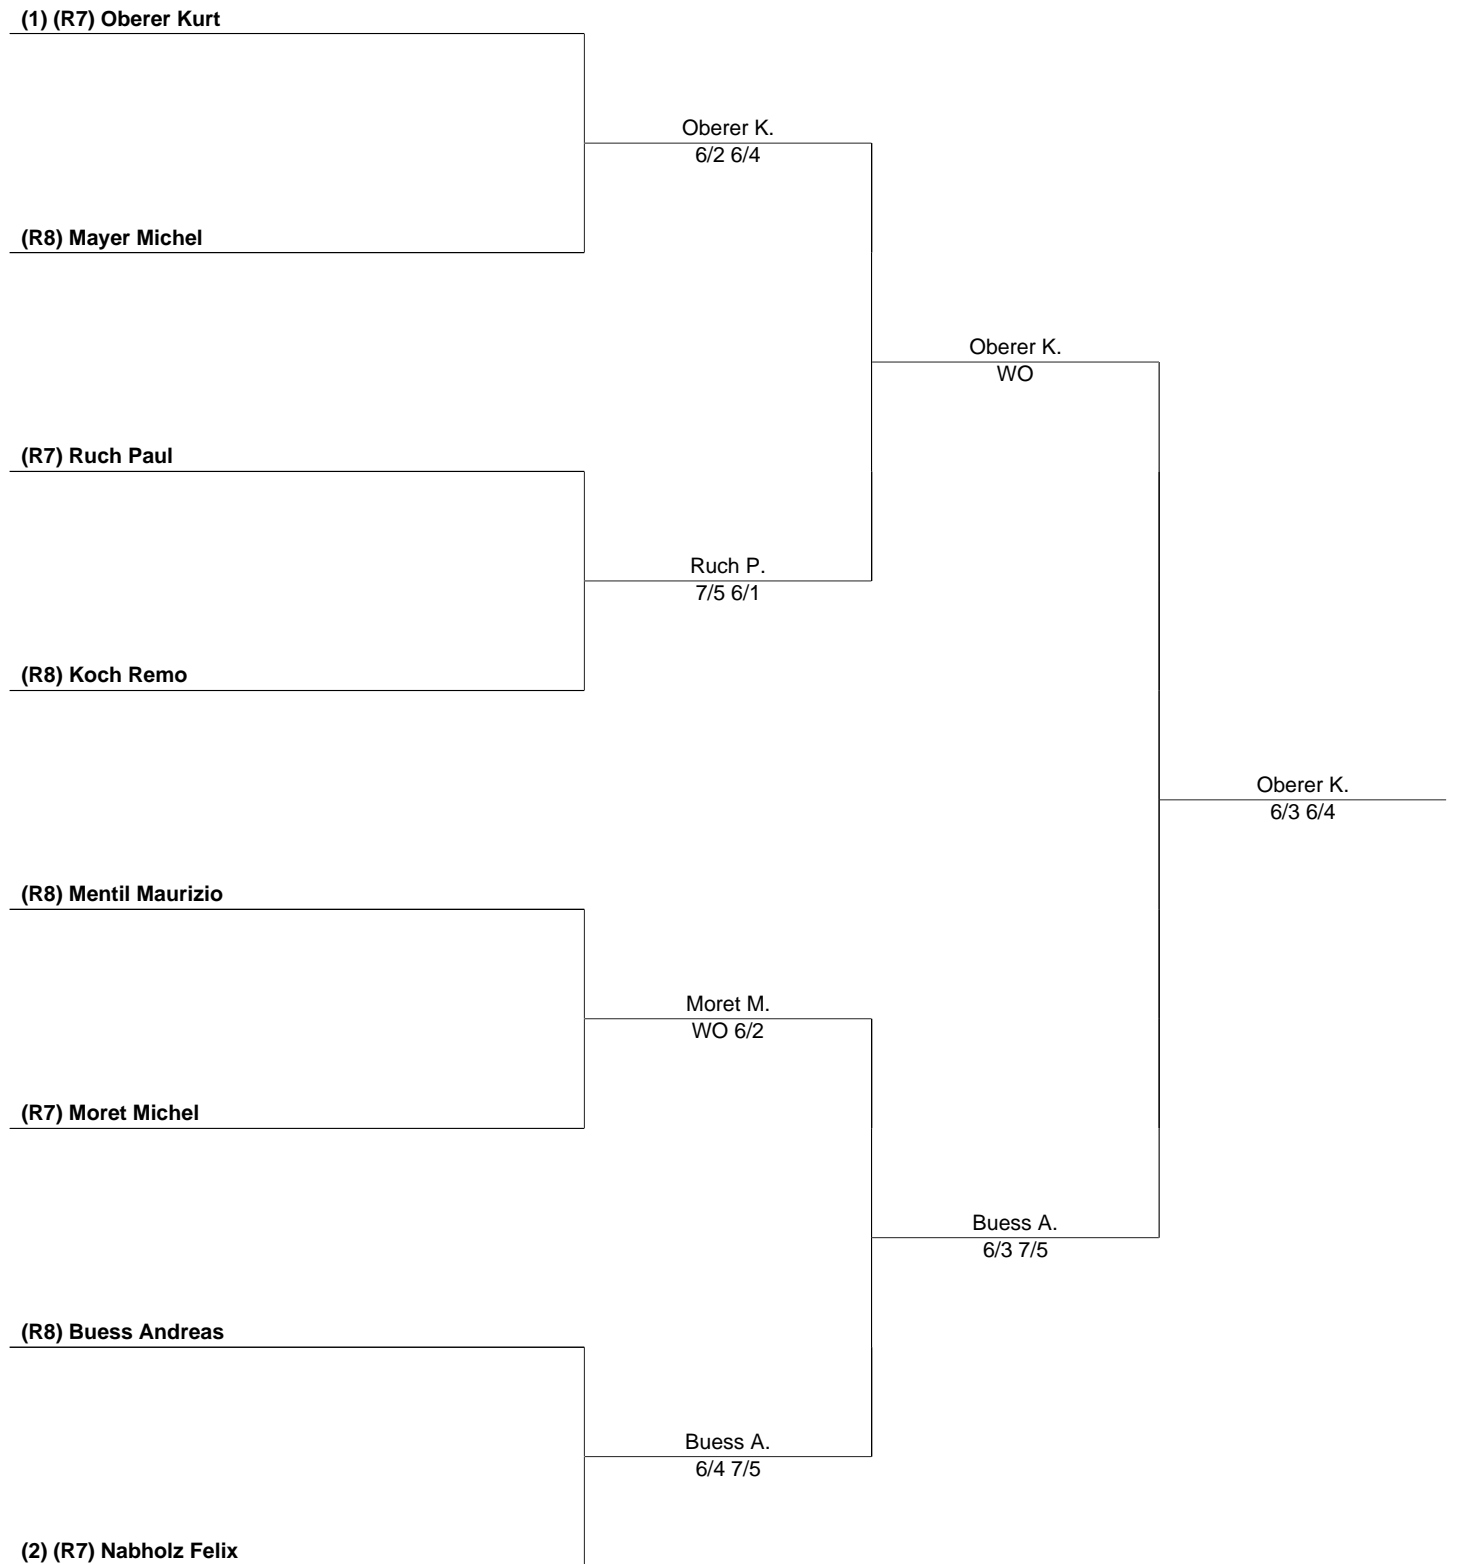 (1) (R7) Oberer Kurt
Oberer K.
6/2 6/4
(R8) Mayer Michel
Oberer K.
WO
(R7) Ruch Paul
Ruch P.
7/5 6/1
(R8) Koch Remo
Oberer K.
6/3 6/4
(R8) Mentil Maurizio
Moret M.
WO 6/2
(R7) Moret Michel
Buess A.
6/3 7/5
(R8) Buess Andreas
Buess A.
6/4 7/5
(2) (R7) Nabholz Felix